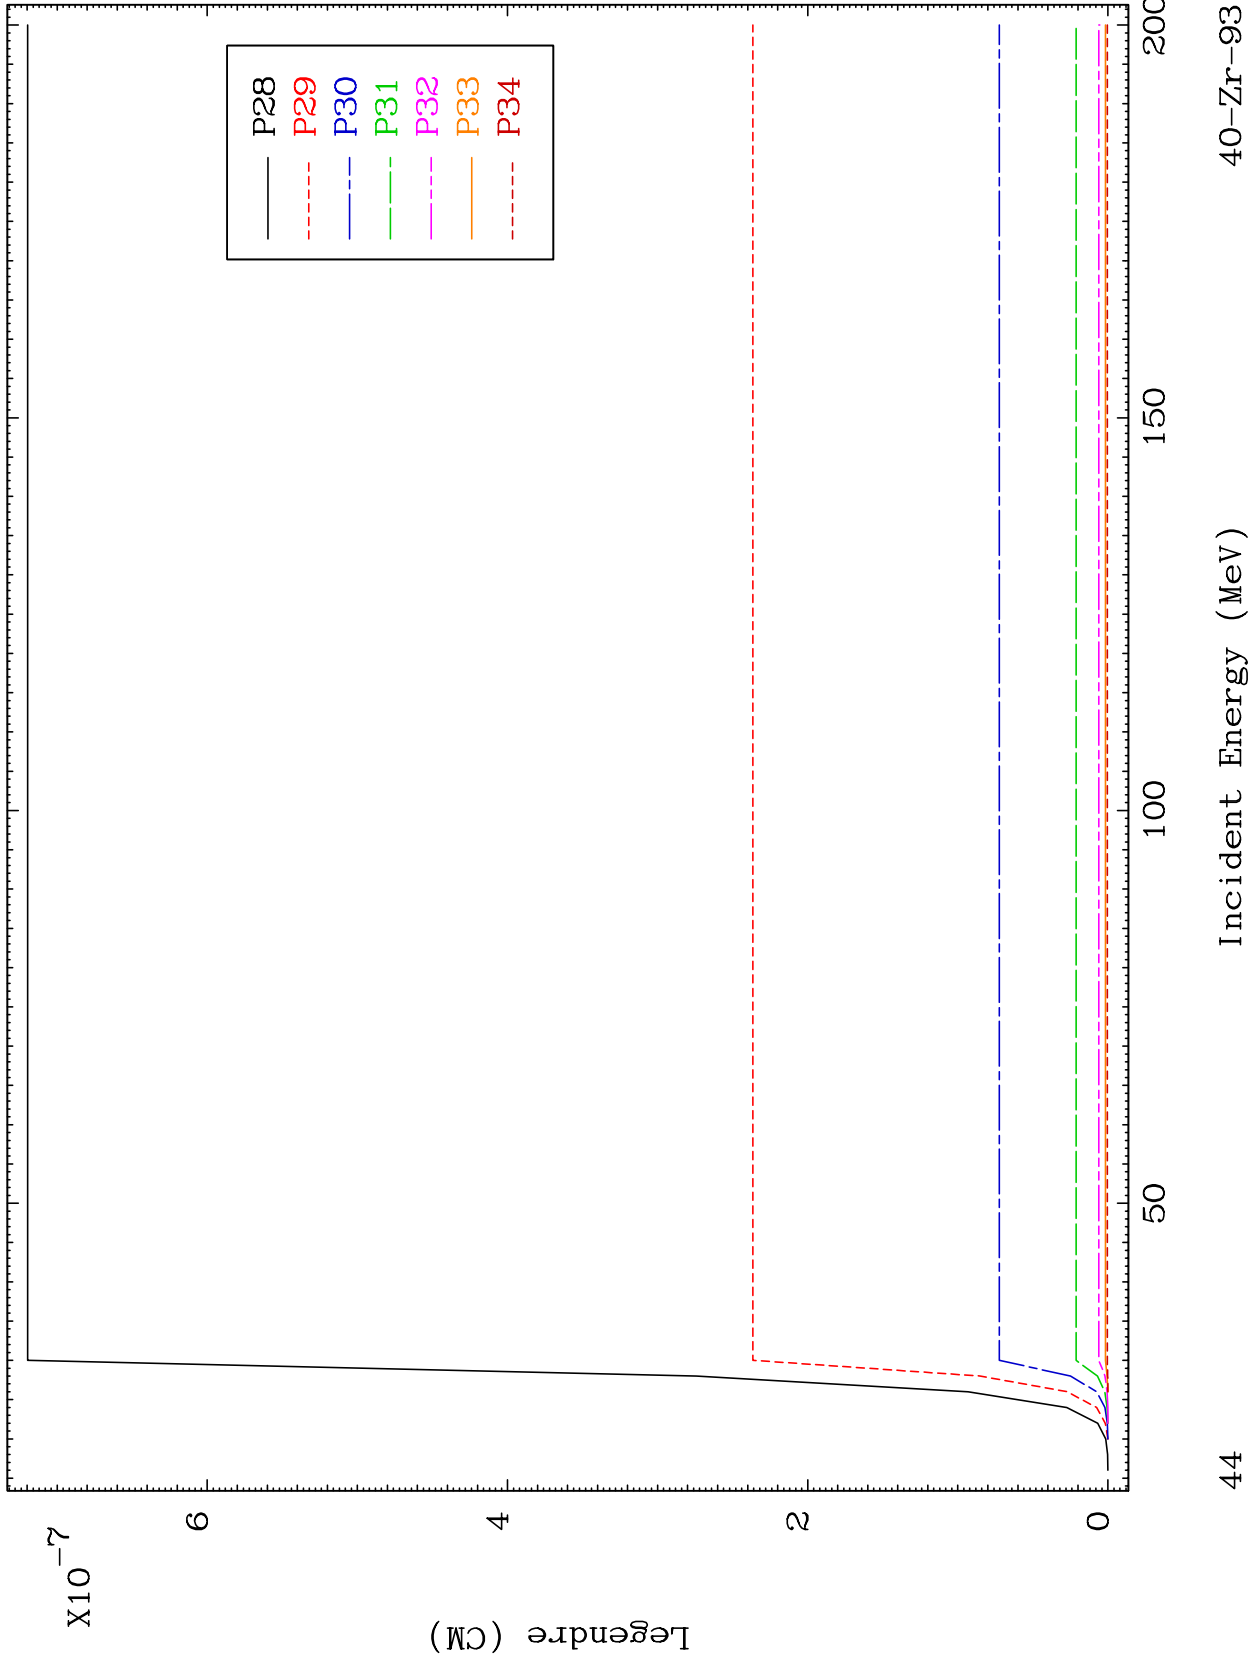 X10-7
6
4
2
0
Legendre (CM)
P28
P29
P30
P31
P32
P33
P34
50
100
150
200
Incident Energy (MeV)
44
40-Zr-93